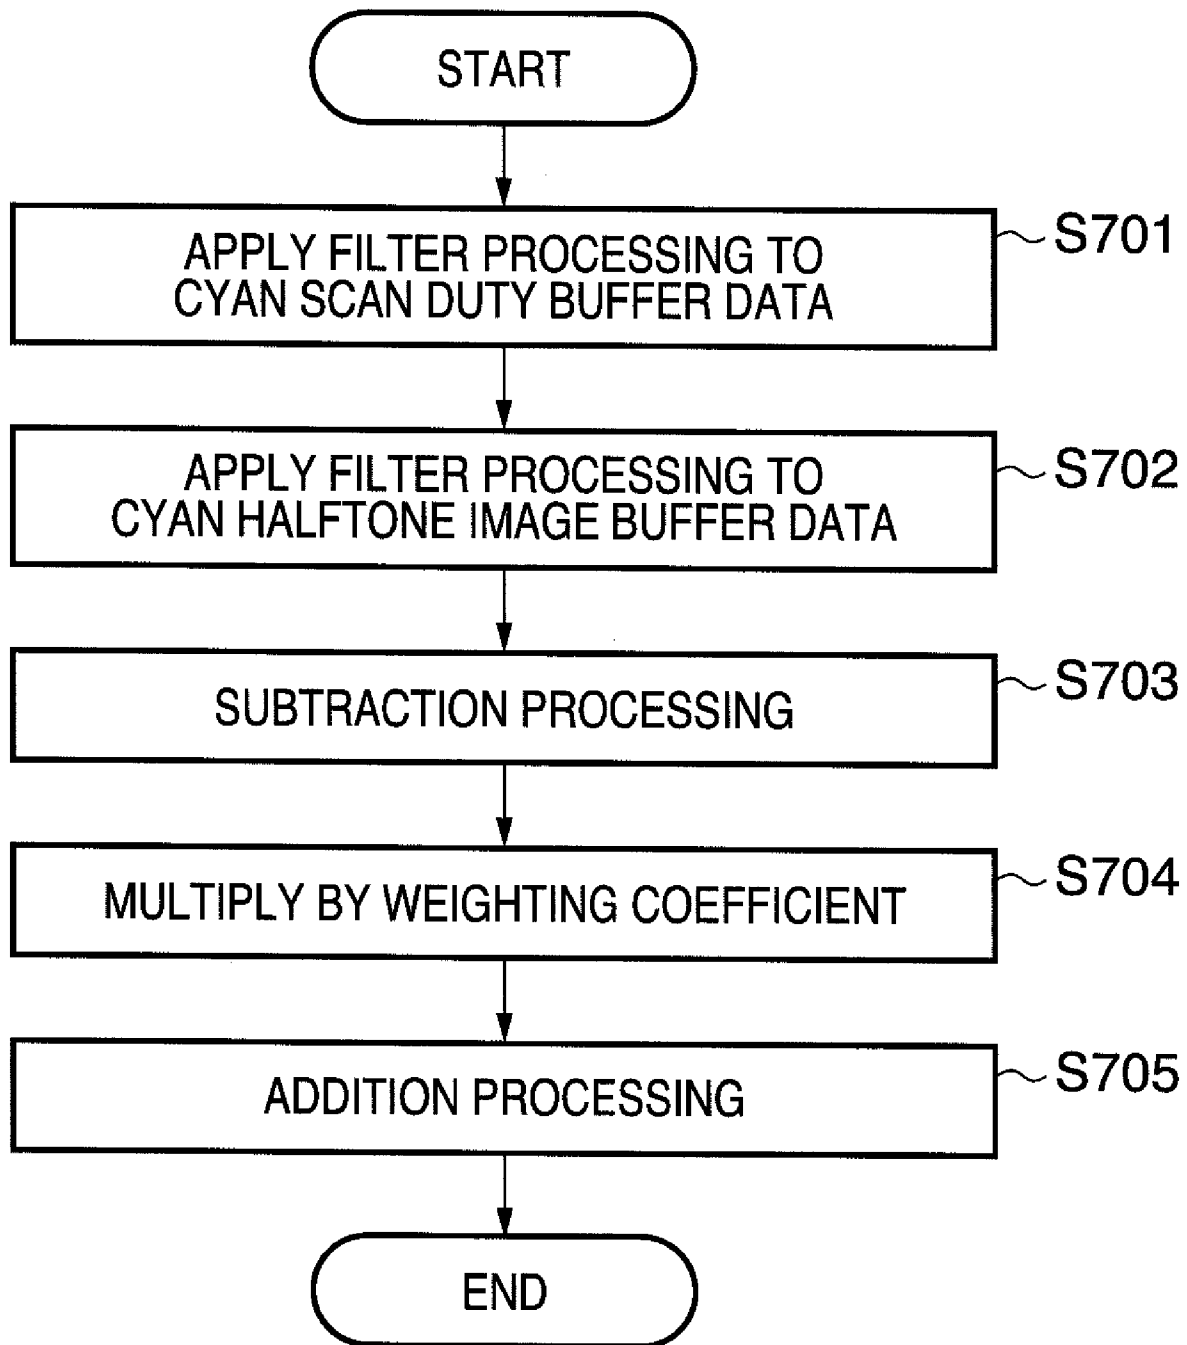 START
APPLY FILTER PROCESSING TO
CYAN SCAN DUTY BUFFER DATA
S701
APPLY FILTER PROCESSING TO
CYAN HALFTONE IMAGE BUFFER DATA
S702
SUBTRACTION PROCESSING
S703
MULTIPLY BY WEIGHTING COEFFICIENT
S704
ADDITION PROCESSING
S705
END